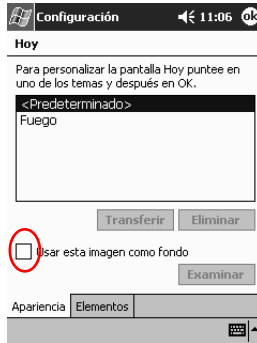 Configuración 11:06 ok
Hoy
Para personalizar la pantalla Hoy puntee en
uno de los temas y después en OK.
<Predeterminado>
Fuego
Transferir Eliminar
Usar esta imagen como fondo
Examinar
Apariencia Elementos